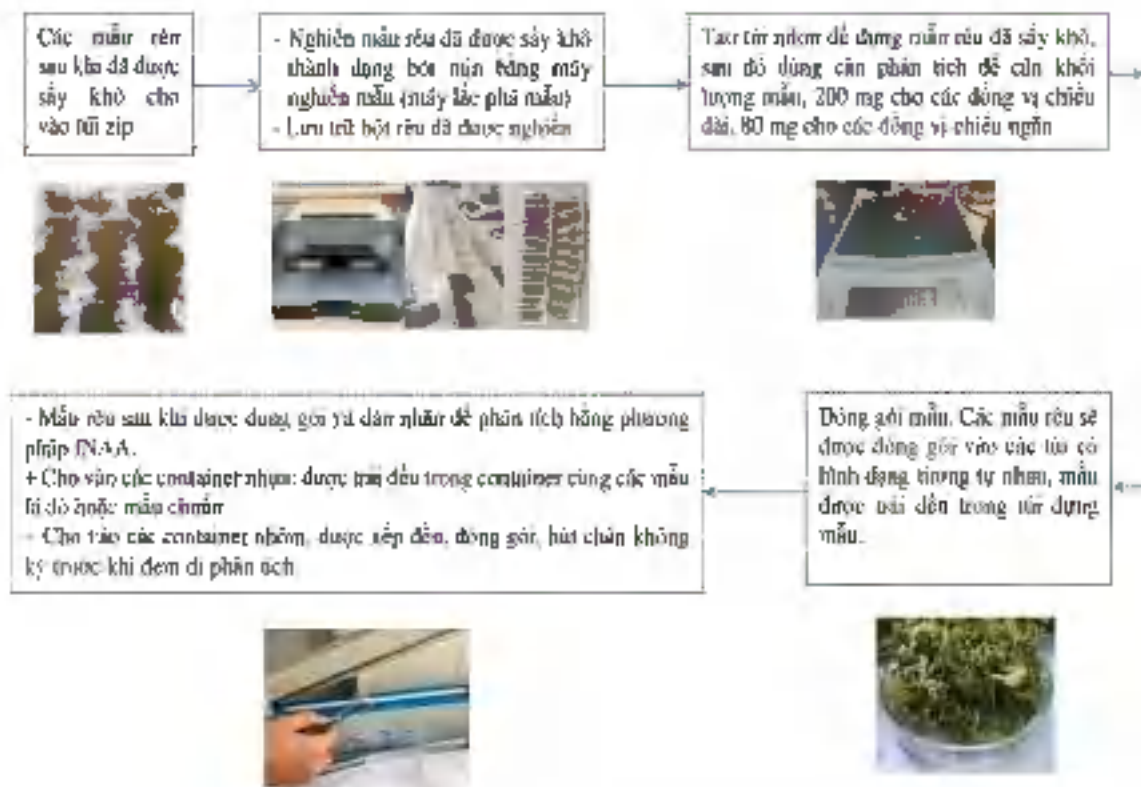 Các mẫu rêu
sau khi đã được
sấy khô cho
vào túi zip
- Nghiền mẫu rêu đã được sấy khô
thành dạng bột mịn bằng máy
nghiền mẫu (máy lắc phá mẫu)
- Lưu trữ bột rêu đã được nghiền
Tạo túi nilon để đựng mẫu rêu đã sấy khô,
sau đó dùng cân phân tích để cân khối
lượng mẫu, 200 mg cho các đồng vị chiều
dài, 80 mg cho các đồng vị chiều ngắn
Đóng gói mẫu. Các mẫu rêu sẽ
được đóng gói vào các túi có
hình dạng tương tự nhau, mẫu
được trải đều trong túi đựng
mẫu.
- Mẫu rêu sau khi được đóng gói và dán nhãn để phân tích bằng phương
pháp INAA.
+ Cho vào các container nhựa: được trải đều trong container cùng các mẫu
lá dò hoặc mẫu chuẩn
+ Cho vào các container nhôm, được xếp đều, đóng gói, hút chân không
kỹ trước khi đem đi phân tích